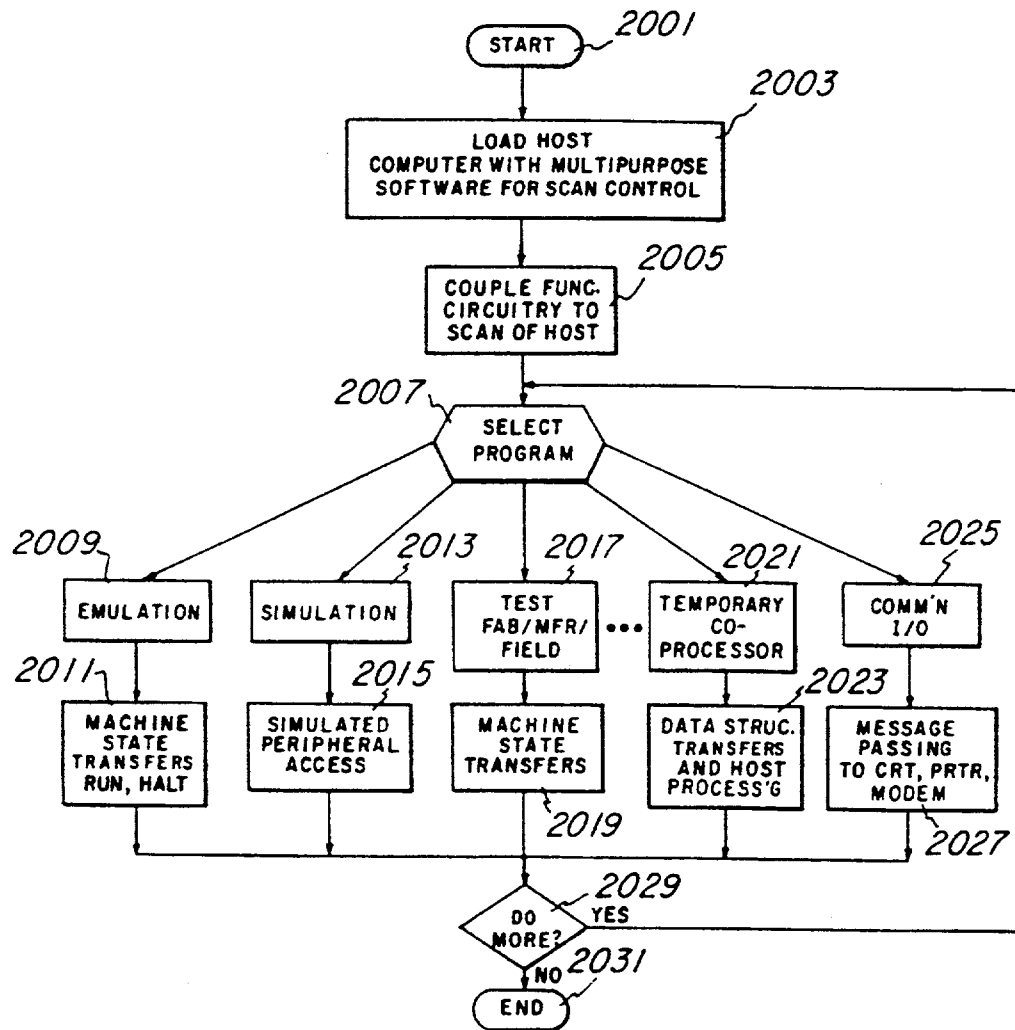 START
2001
2003
LOAD HOST
COMPUTER WITH MULTIPURPOSE
SOFTWARE FOR SCAN CONTROL
2005
COUPLE FUNC.
CIRCUITRY TO
SCAN OF HOST
2007
SELECT
PROGRAM
2009
EMULATION
2013
SIMULATION
2017
TEST
FAB/MFR/
FIELD
•••
2021
TEMPORARY
CO-
PROCESSOR
2025
COMM'N
I/O
2011
MACHINE
STATE
TRANSFERS
RUN, HALT
2015
SIMULATED
PERIPHERAL
ACCESS
MACHINE
STATE
TRANSFERS
2019
2023
DATA STRUC.
TRANSFERS
AND HOST
PROCESS'G
MESSAGE
PASSING
TO CRT, PRTR,
MODEM
2027
2029
DO
MORE?
YES
NO
2031
END